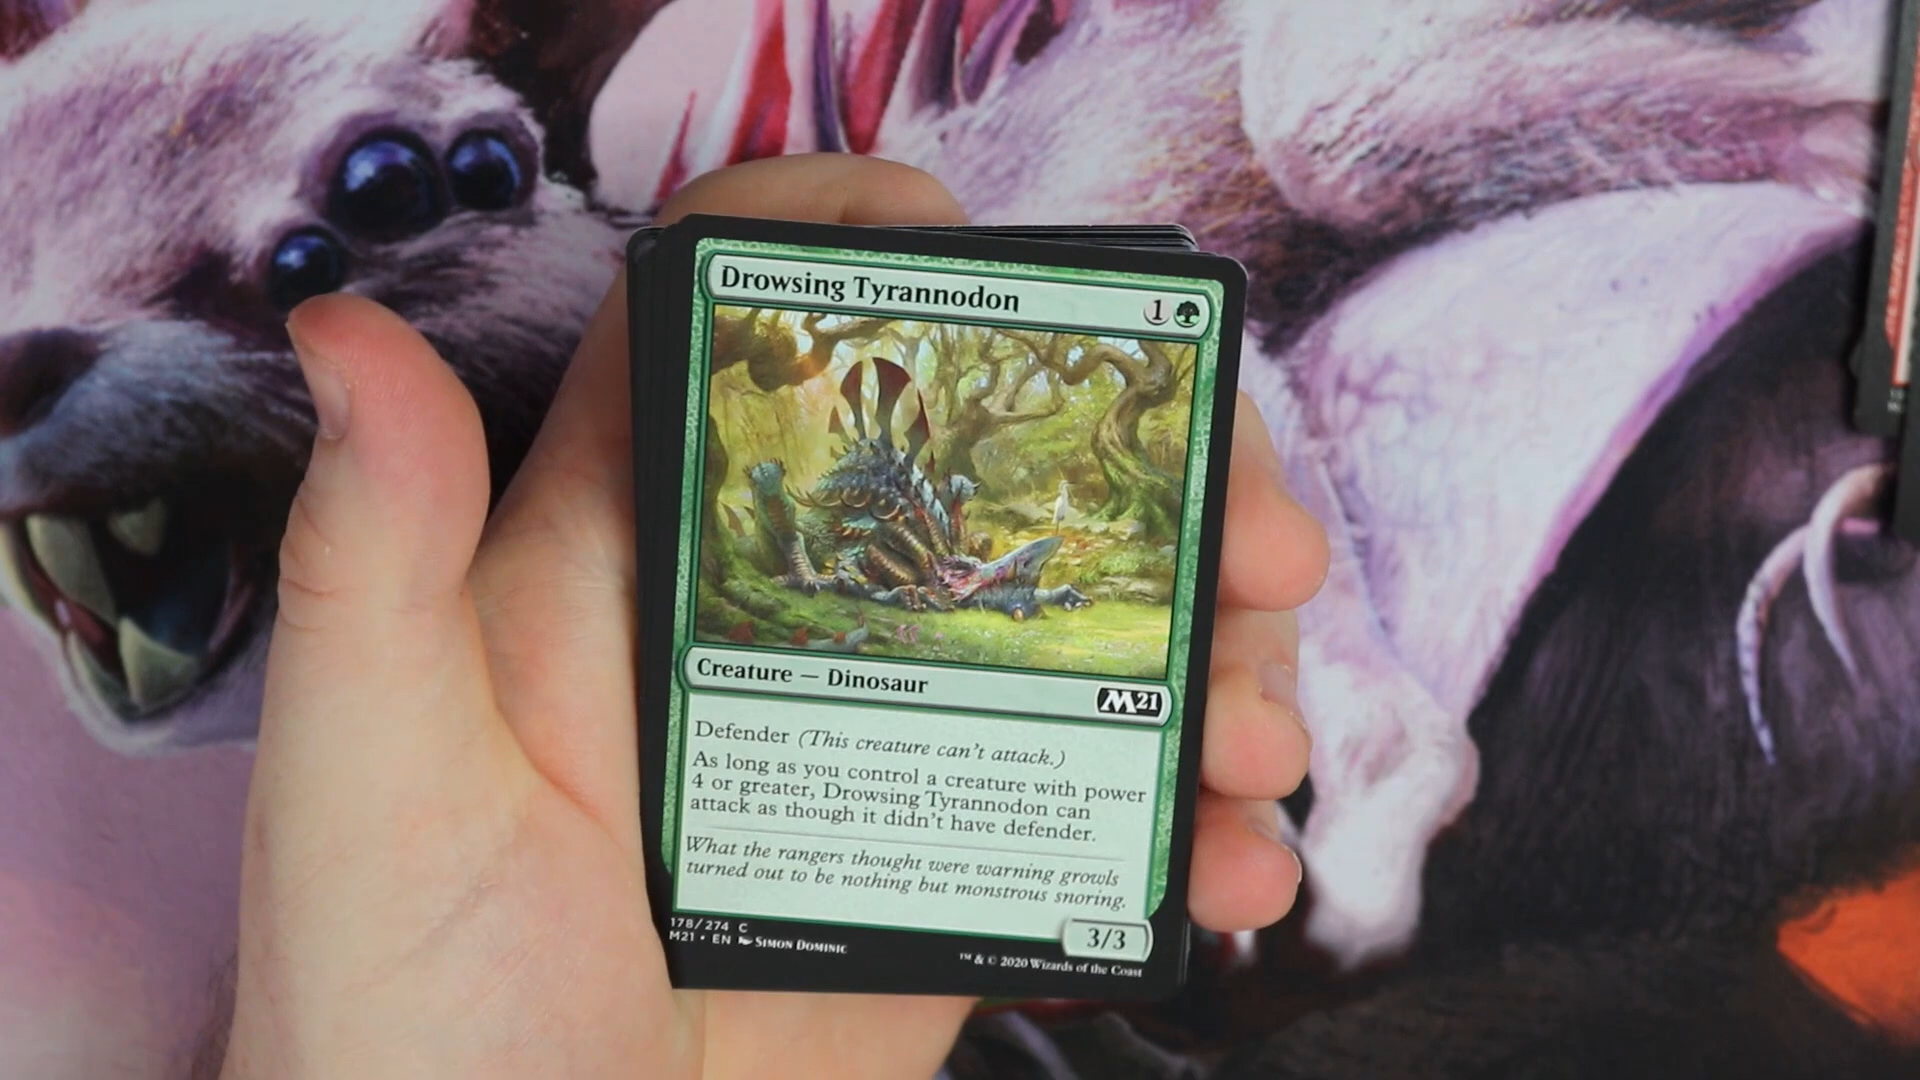 Drowsing Tyrannodon 1
Creature — Dinosaur M21
Defender (This creature can't attack.)
As long as you control a creature with power
4 or greater, Drowsing Tyrannodon can
attack as though it didn't have defender.
What the rangers thought were warning growls
turned out to be nothing but monstrous snoring.
3/3
178/274 C
M21 • EN SIMON DOMINIC
™ & © 2020 Wizards of the Coast